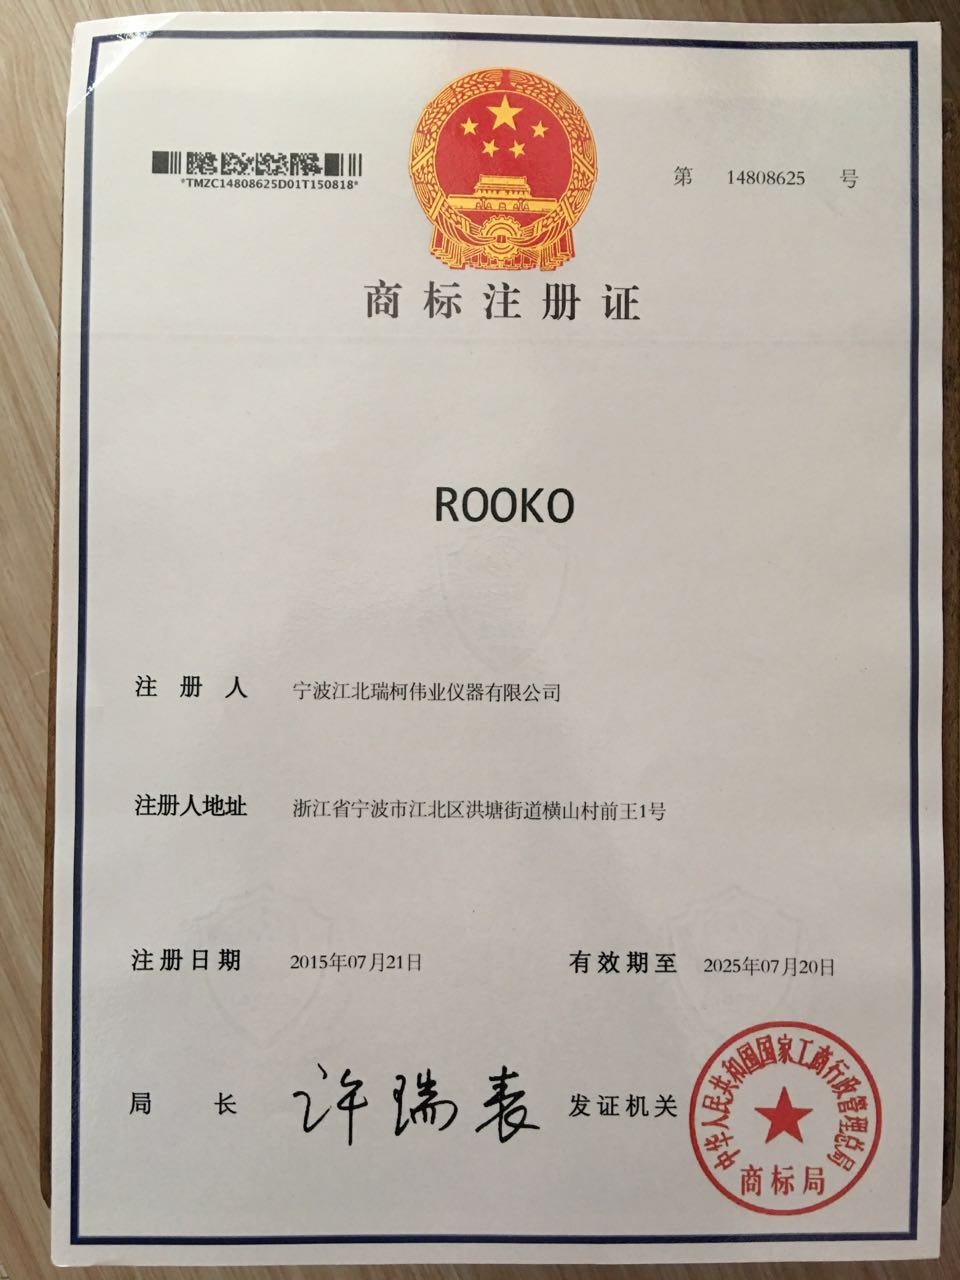 *TMZC14808625D01T150818*
第 14808625 号
商标注册证
ROOKO
注册人 宁波江北瑞柯伟业仪器有限公司
注册人地址 浙江省宁波市江北区洪塘街道横山村前王1号
注册日期 2015年07月21日 有效期至 2025年07月20日
局长 许瑞表 发证机关
中华人民共和国国家工商行政管理总局
商标局